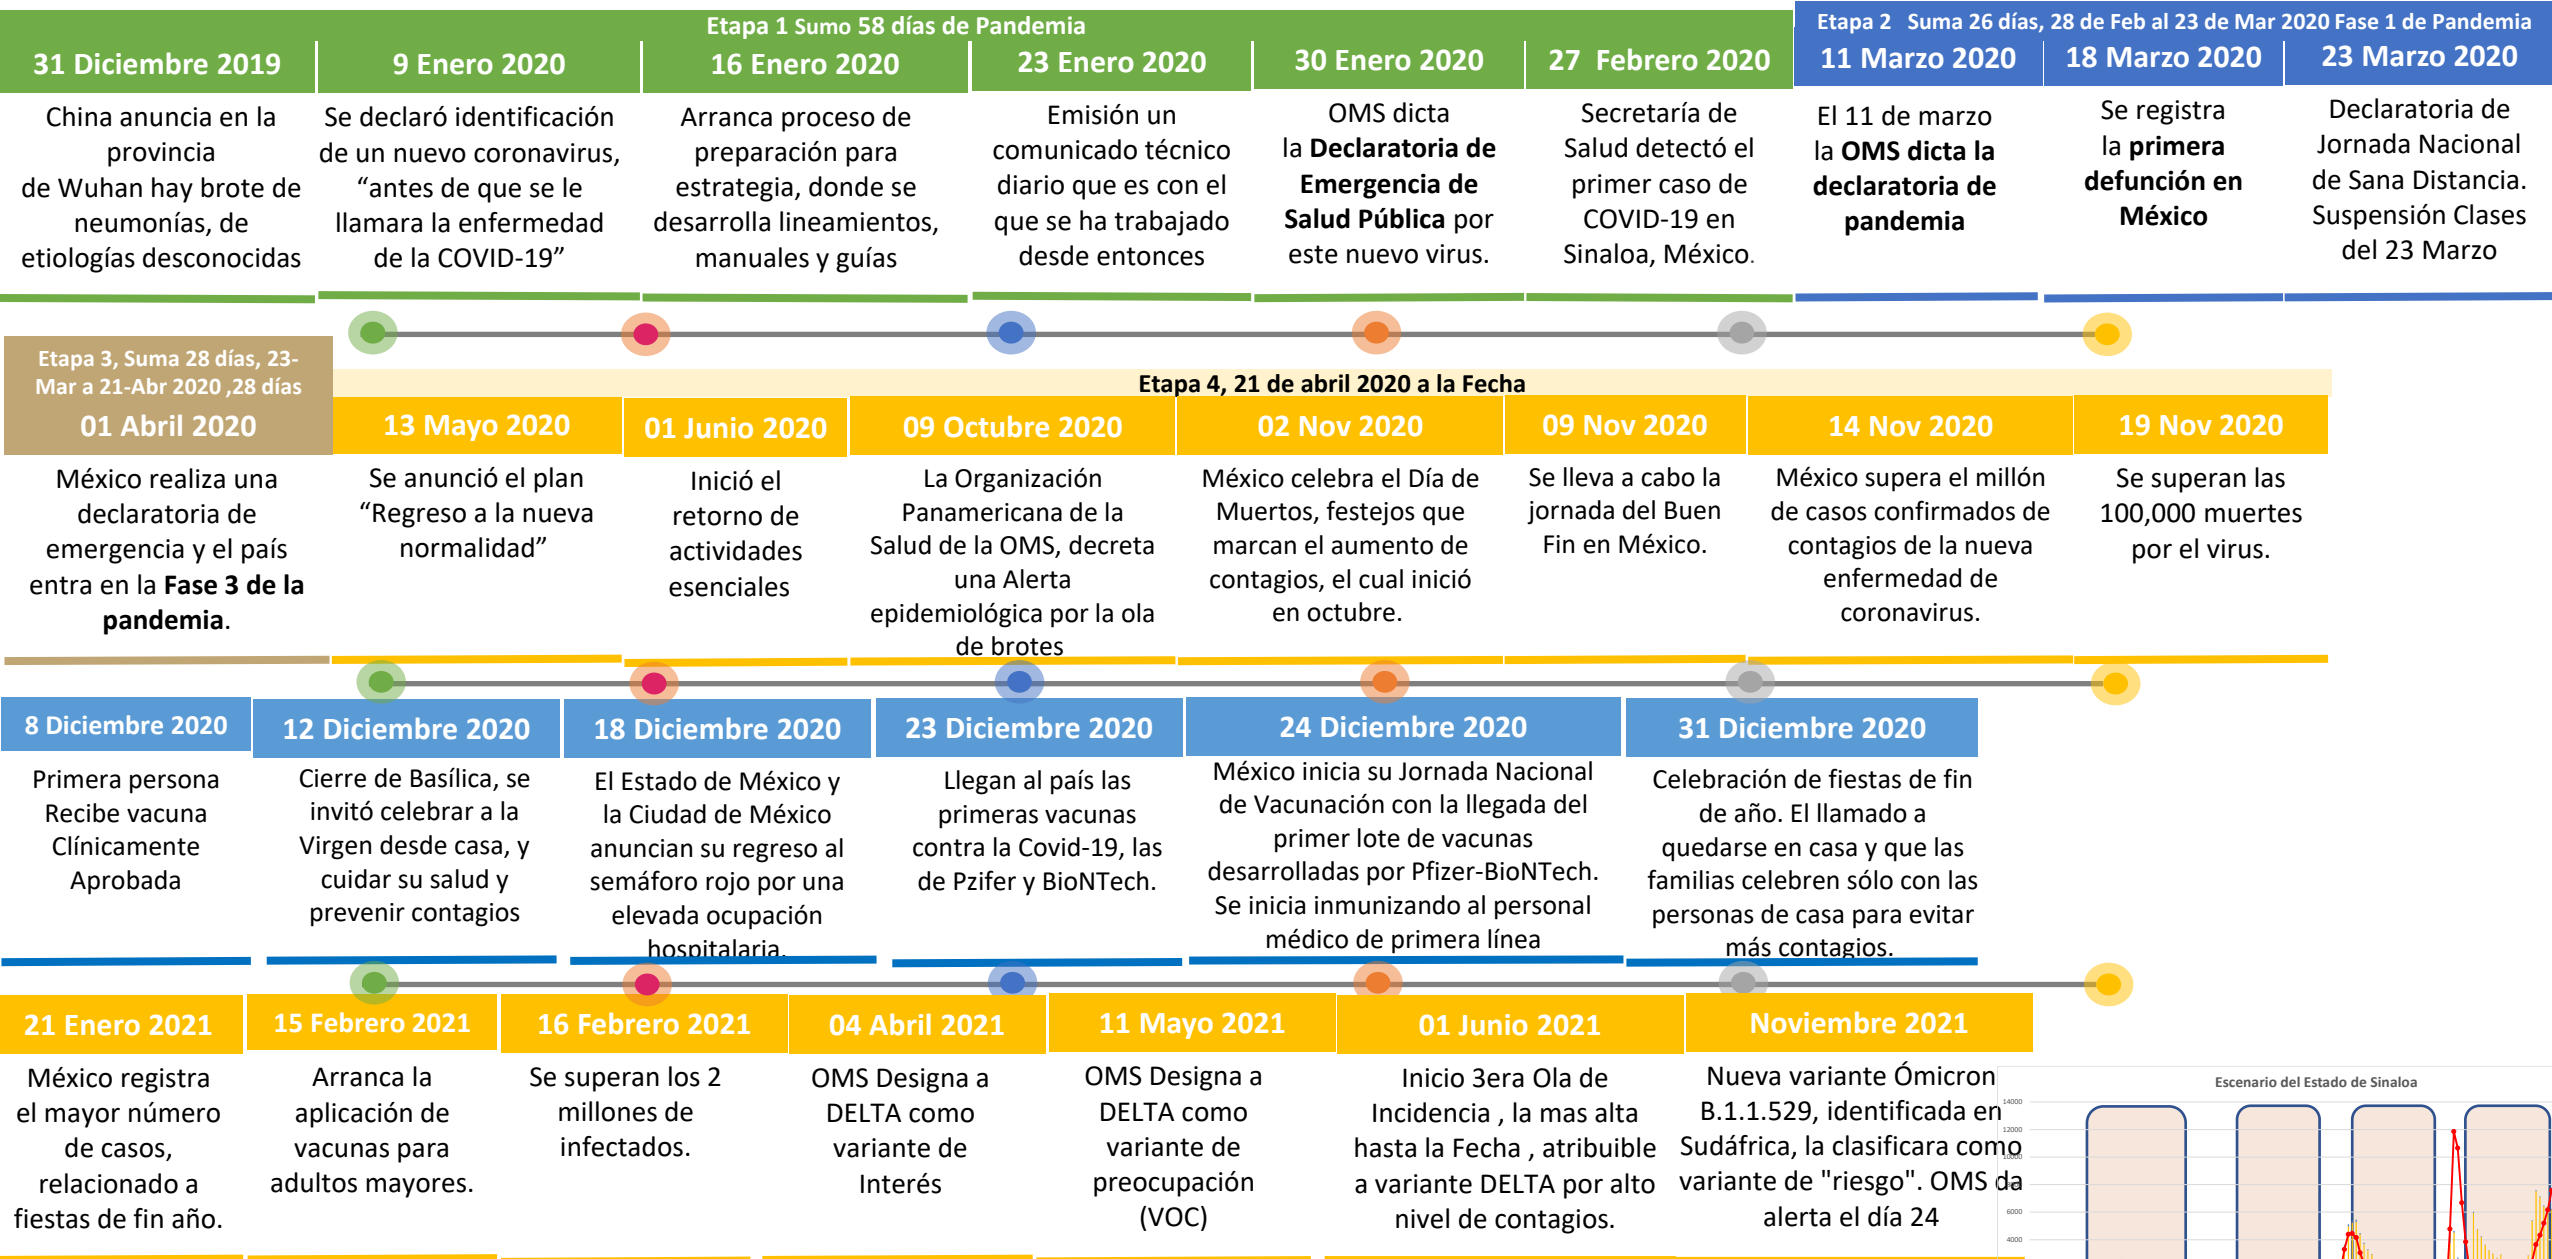 Etapa 1 Sumo 58 días de Pandemia
Etapa 2 Suma 26 días, 28 de Feb al 23 de Mar 2020 Fase 1 de Pandemia
31 Diciembre 2019
China anuncia en la
provincia
de Wuhan hay brote de
neumonías, de
etiologías desconocidas
9 Enero 2020
Se declaró identificación
de un nuevo coronavirus,
“antes de que se le
llamara la enfermedad
de la COVID-19”
16 Enero 2020
Arranca proceso de
preparación para
estrategia, donde se
desarrolla lineamientos,
manuales y guías
23 Enero 2020
Emisión un
comunicado técnico
diario que es con el
que se ha trabajado
desde entonces
30 Enero 2020
OMS dicta
la Declaratoria de
Emergencia de
Salud Pública por
este nuevo virus.
27 Febrero 2020
Secretaría de
Salud detectó el
primer caso de
COVID-19 en
Sinaloa, México.
11 Marzo 2020
El 11 de marzo
la OMS dicta la
declaratoria de
pandemia
18 Marzo 2020
Se registra
la primera
defunción en
México
23 Marzo 2020
Declaratoria de
Jornada Nacional
de Sana Distancia.
Suspensión Clases
del 23 Marzo
Etapa 3, Suma 28 días, 23-
Mar a 21-Abr 2020 ,28 días
01 Abril 2020
México realiza una
declaratoria de
emergencia y el país
entra en la Fase 3 de la
pandemia.
Etapa 4, 21 de abril 2020 a la Fecha
13 Mayo 2020
Se anunció el plan
“Regreso a la nueva
normalidad”
01 Junio 2020
Inició el
retorno de
actividades
esenciales
09 Octubre 2020
La Organización
Panamericana de la
Salud de la OMS, decreta
una Alerta
epidemiológica por la ola
de brotes
02 Nov 2020
México celebra el Día de
Muertos, festejos que
marcan el aumento de
contagios, el cual inició
en octubre.
09 Nov 2020
Se lleva a cabo la
jornada del Buen
Fin en México.
14 Nov 2020
México supera el millón
de casos confirmados de
contagios de la nueva
enfermedad de
coronavirus.
19 Nov 2020
Se superan las
100,000 muertes
por el virus.
8 Diciembre 2020
Primera persona
Recibe vacuna
Clínicamente
Aprobada
12 Diciembre 2020
Cierre de Basílica, se
invitó celebrar a la
Virgen desde casa, y
cuidar su salud y
prevenir contagios
18 Diciembre 2020
El Estado de México y
la Ciudad de México
anuncian su regreso al
semáforo rojo por una
elevada ocupación
hospitalaria.
23 Diciembre 2020
Llegan al país las
primeras vacunas
contra la Covid-19, las
de Pzifer y BioNTech.
24 Diciembre 2020
México inicia su Jornada Nacional
de Vacunación con la llegada del
primer lote de vacunas
desarrolladas por Pfizer-BioNTech.
Se inicia inmunizando al personal
médico de primera línea
31 Diciembre 2020
Celebración de fiestas de fin
de año. El llamado a
quedarse en casa y que las
familias celebren sólo con las
personas de casa para evitar
más contagios.
21 Enero 2021
México registra
el mayor número
de casos,
relacionado a
fiestas de fin año.
15 Febrero 2021
Arranca la
aplicación de
vacunas para
adultos mayores.
16 Febrero 2021
Se superan los 2
millones de
infectados.
04 Abril 2021
OMS Designa a
DELTA como
variante de
Interés
11 Mayo 2021
OMS Designa a
DELTA como
variante de
preocupación
(VOC)
01 Junio 2021
Inicio 3era Ola de
Incidencia , la mas alta
hasta la Fecha , atribuible
a variante DELTA por alto
nivel de contagios.
Noviembre 2021
Nueva variante Ómicron
B.1.1.529, identificada en
Sudáfrica, la clasificara como
variante de "riesgo". OMS da
alerta el día 24
Escenario del Estado de Sinaloa
14000
12000
10000
6000
4000